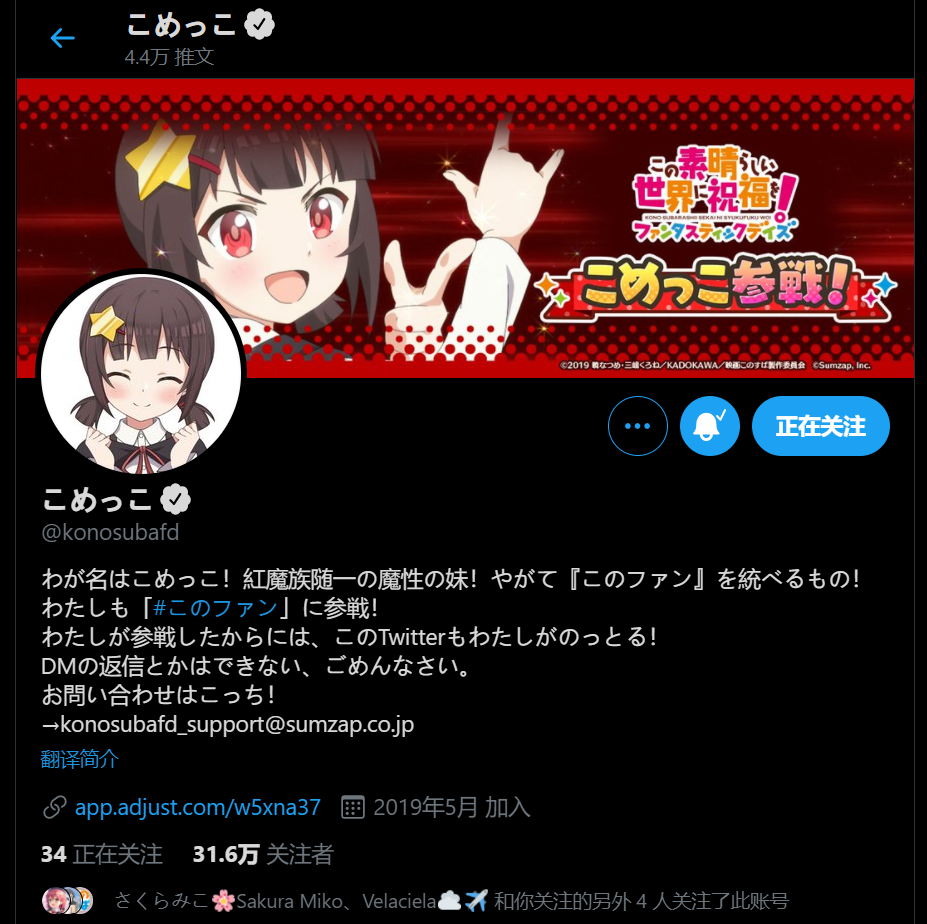 こめっこ
4.4万 推文
この素晴らしい
世界に祝福を!
KONO SUBARASHII SEKAI NI SYUKUFUKU WO!
ファンタスティックデイズ
こめっこ参戦!
©2019 暁なつめ・三嶋くろね/KADOKAWA/映画このすば製作委員会 ©Sumzap, Inc.
正在关注
こめっこ
@konosubafd
わが名はこめっこ！紅魔族随一の魔性の妹！やがて『このファン』を統べるもの！
わたしも「#このファン」に参戦！
わたしが参戦したからには、このTwitterもわたしがのっとる！
DMの返信とかはできない、ごめんなさい。
お問い合わせはこっち！
→konosubafd_support@sumzap.co.jp
翻译简介
app.adjust.com/w5xna37 2019年5月 加入
34 正在关注 31.6万 关注者
さくらみこ🌸Sakura Miko、Velaciela☁️✈️ 和你关注的另外 4 人关注了此账号